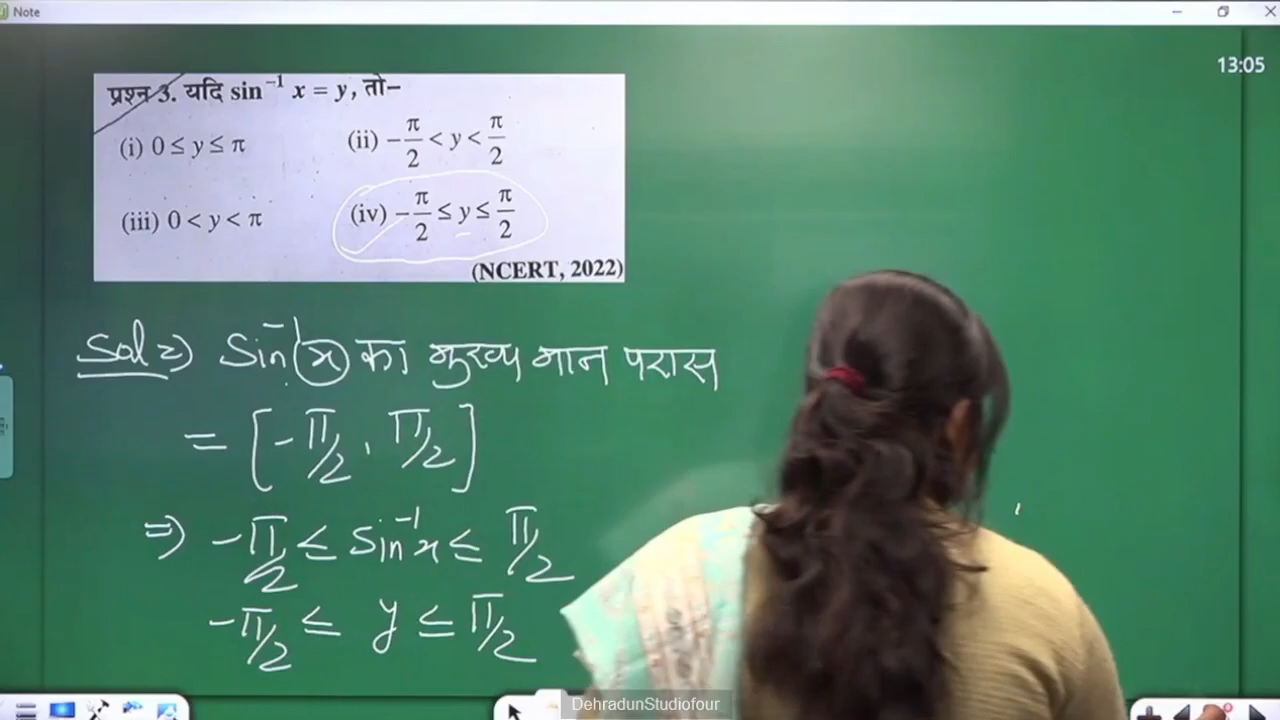 Note
13:05
प्रश्न 3. यदि sin⁻¹ x = y, तो–
(i) 0 ≤ y ≤ π (ii) −π/2 < y < π/2
(iii) 0 < y < π (iv) −π/2 ≤ y ≤ π/2
(NCERT, 2022)
Sol ⇒) Sin⁻¹(x) का मुख्य मान परास
= [−π/2, π/2]
⇒) −π/2 ≤ Sin⁻¹x ≤ π/2
−π/2 ≤ y ≤ π/2
DehradunStudiofour